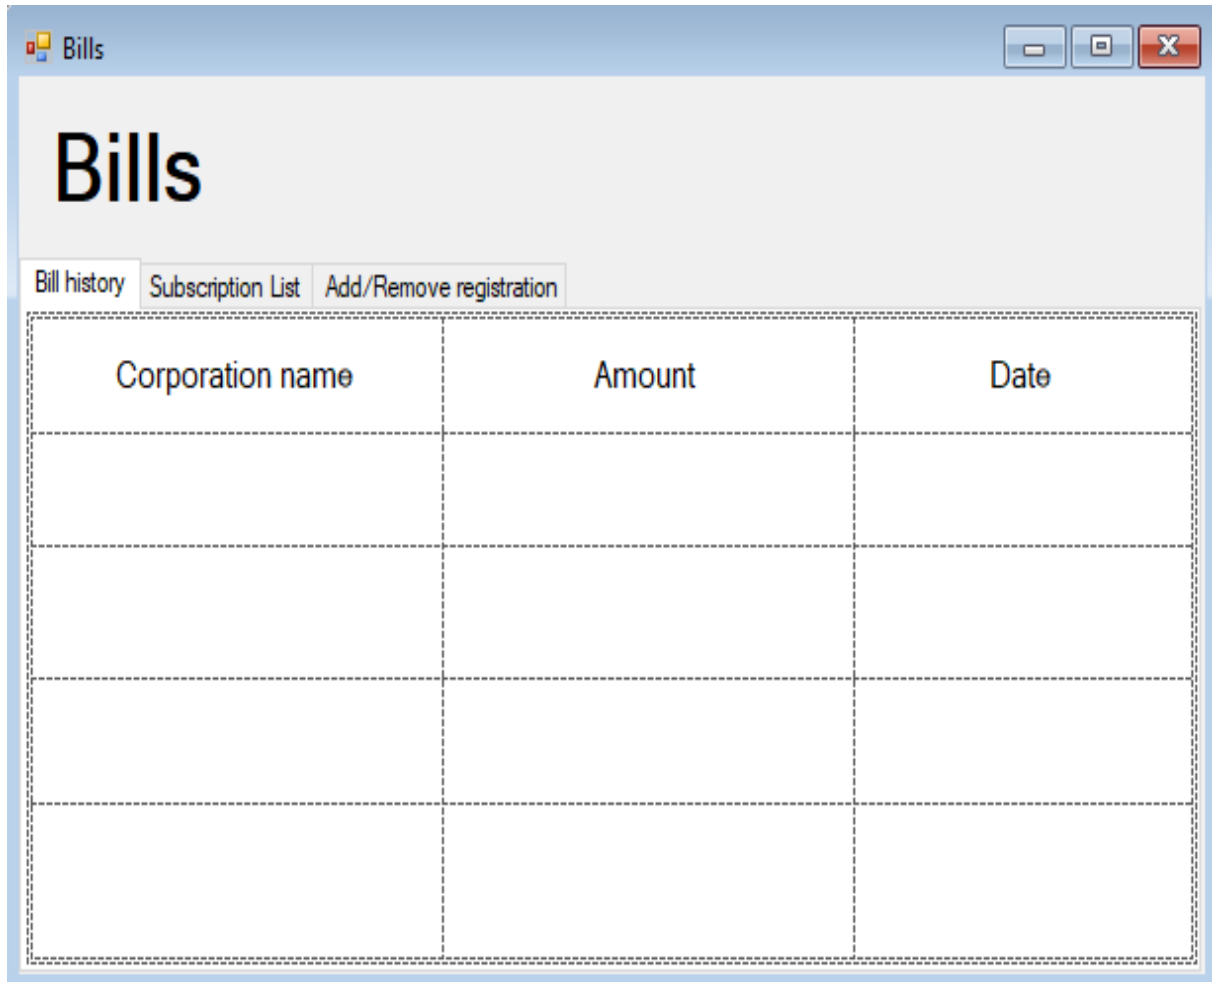 Bills
Bills
Bill history Subscription List Add/Remove registration
Corporation name Amount Date